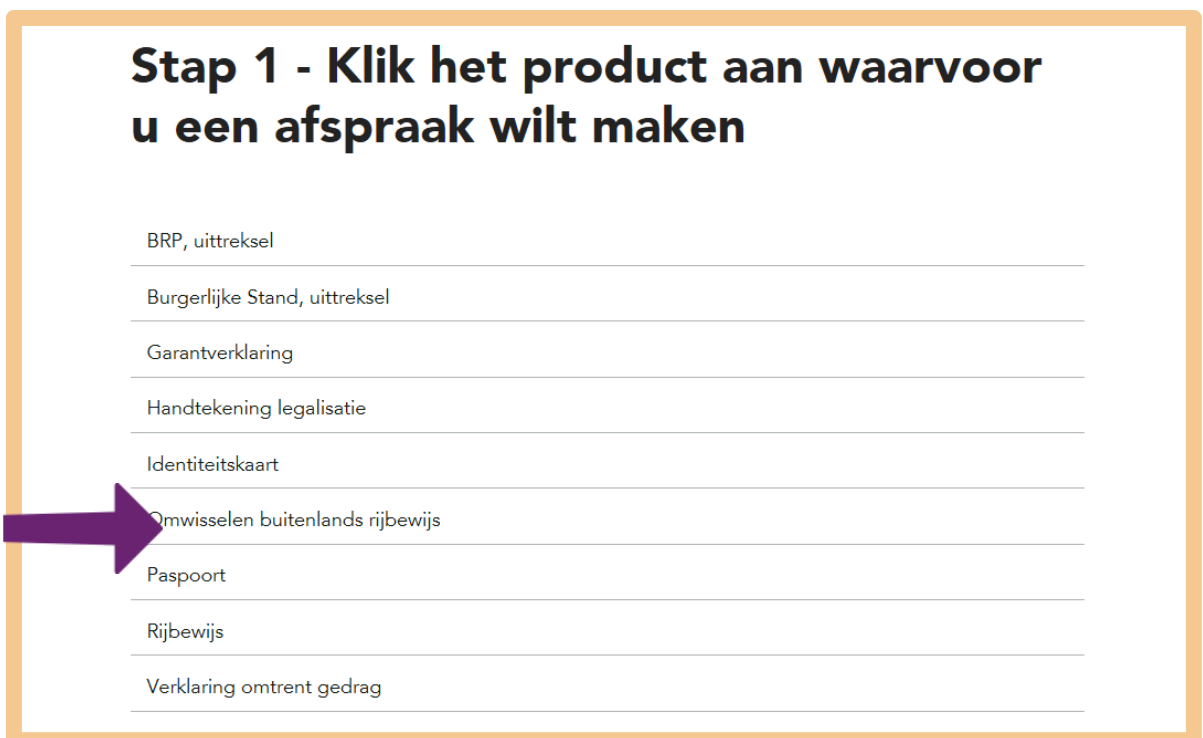 Stap 1 - Klik het product aan waarvoor
u een afspraak wilt maken
BRP, uittreksel
Burgerlijke Stand, uittreksel
Garantverklaring
Handtekening legalisatie
Identiteitskaart
Omwisselen buitenlands rijbewijs
Paspoort
Rijbewijs
Verklaring omtrent gedrag